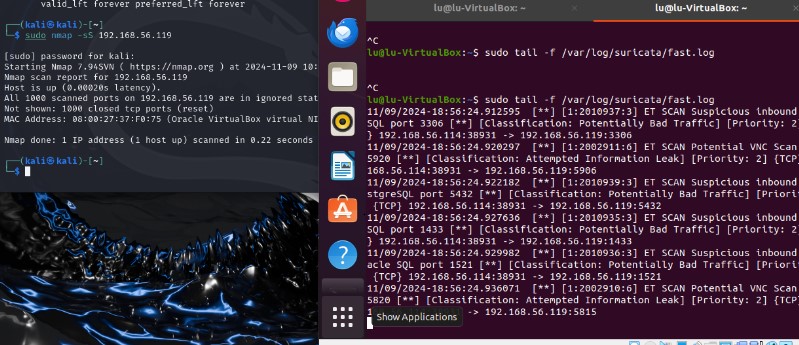 valid_lft forever preferred_lft forever
(kali㉿kali)-[~]
$ sudo nmap -sS 192.168.56.119
[sudo] password for kali:
Starting Nmap 7.94SVN ( https://nmap.org ) at 2024-11-09 10:
Nmap scan report for 192.168.56.119
Host is up (0.00020s latency).
All 1000 scanned ports on 192.168.56.119 are in ignored stat
Not shown: 1000 closed tcp ports (reset)
MAC Address: 08:00:27:37:F0:75 (Oracle VirtualBox virtual NI
Nmap done: 1 IP address (1 host up) scanned in 0.22 seconds
(kali㉿kali)-[~]
$
lu@lu-VirtualBox: ~
lu@lu-VirtualBox: ~
^C
lu@lu-VirtualBox:~$ sudo tail -f /var/log/suricata/fast.log
^C
lu@lu-VirtualBox:~$ sudo tail -f /var/log/suricata/fast.log
11/09/2024-18:56:24.912595 [**] [1:2010937:3] ET SCAN Suspicious inbound
SQL port 3306 [**] [Classification: Potentially Bad Traffic] [Priority: 2
} 192.168.56.114:38931 -> 192.168.56.119:3306
11/09/2024-18:56:24.920297 [**] [1:2002911:6] ET SCAN Potential VNC Scan
5920 [**] [Classification: Attempted Information Leak] [Priority: 2] {TCP
168.56.114:38931 -> 192.168.56.119:5906
11/09/2024-18:56:24.922182 [**] [1:2010939:3] ET SCAN Suspicious inbound
stgreSQL port 5432 [**] [Classification: Potentially Bad Traffic] [Priori
{TCP} 192.168.56.114:38931 -> 192.168.56.119:5432
11/09/2024-18:56:24.927636 [**] [1:2010935:3] ET SCAN Suspicious inbound
SQL port 1433 [**] [Classification: Potentially Bad Traffic] [Priority: 2
} 192.168.56.114:38931 -> 192.168.56.119:1433
11/09/2024-18:56:24.929982 [**] [1:2010936:3] ET SCAN Suspicious inbound
acle SQL port 1521 [**] [Classification: Potentially Bad Traffic] [Priori
{TCP} 192.168.56.114:38931 -> 192.168.56.119:1521
11/09/2024-18:56:24.936071 [**] [1:2002910:6] ET SCAN Potential VNC Scan
5820 [**] [Classification: Attempted Information Leak] [Priority: 2] {TCP
1
Show Applications
-> 192.168.56.119:5815